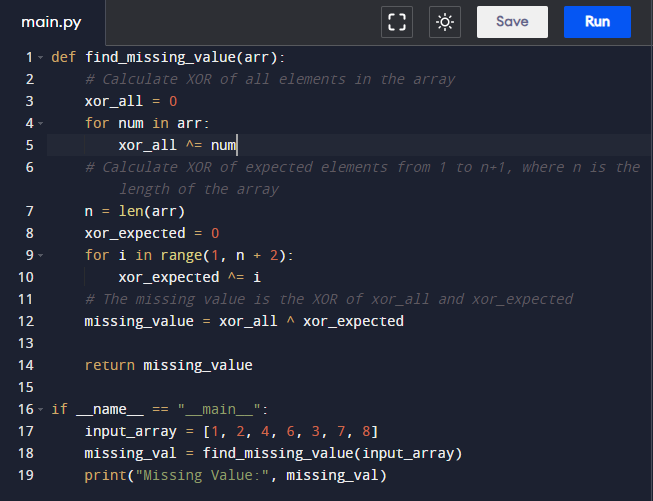 main.py
Save
Run
1 def find_missing_value(arr):
2     # Calculate XOR of all elements in the array
3     xor_all = 0
4     for num in arr:
5         xor_all ^= num
6     # Calculate XOR of expected elements from 1 to n+1, where n is the
        length of the array
7     n = len(arr)
8     xor_expected = 0
9     for i in range(1, n + 2):
10         xor_expected ^= i
11     # The missing value is the XOR of xor_all and xor_expected
12     missing_value = xor_all ^ xor_expected
13
14     return missing_value
15
16 if __name__ == "__main__":
17     input_array = [1, 2, 4, 6, 3, 7, 8]
18     missing_val = find_missing_value(input_array)
19     print("Missing Value:", missing_val)